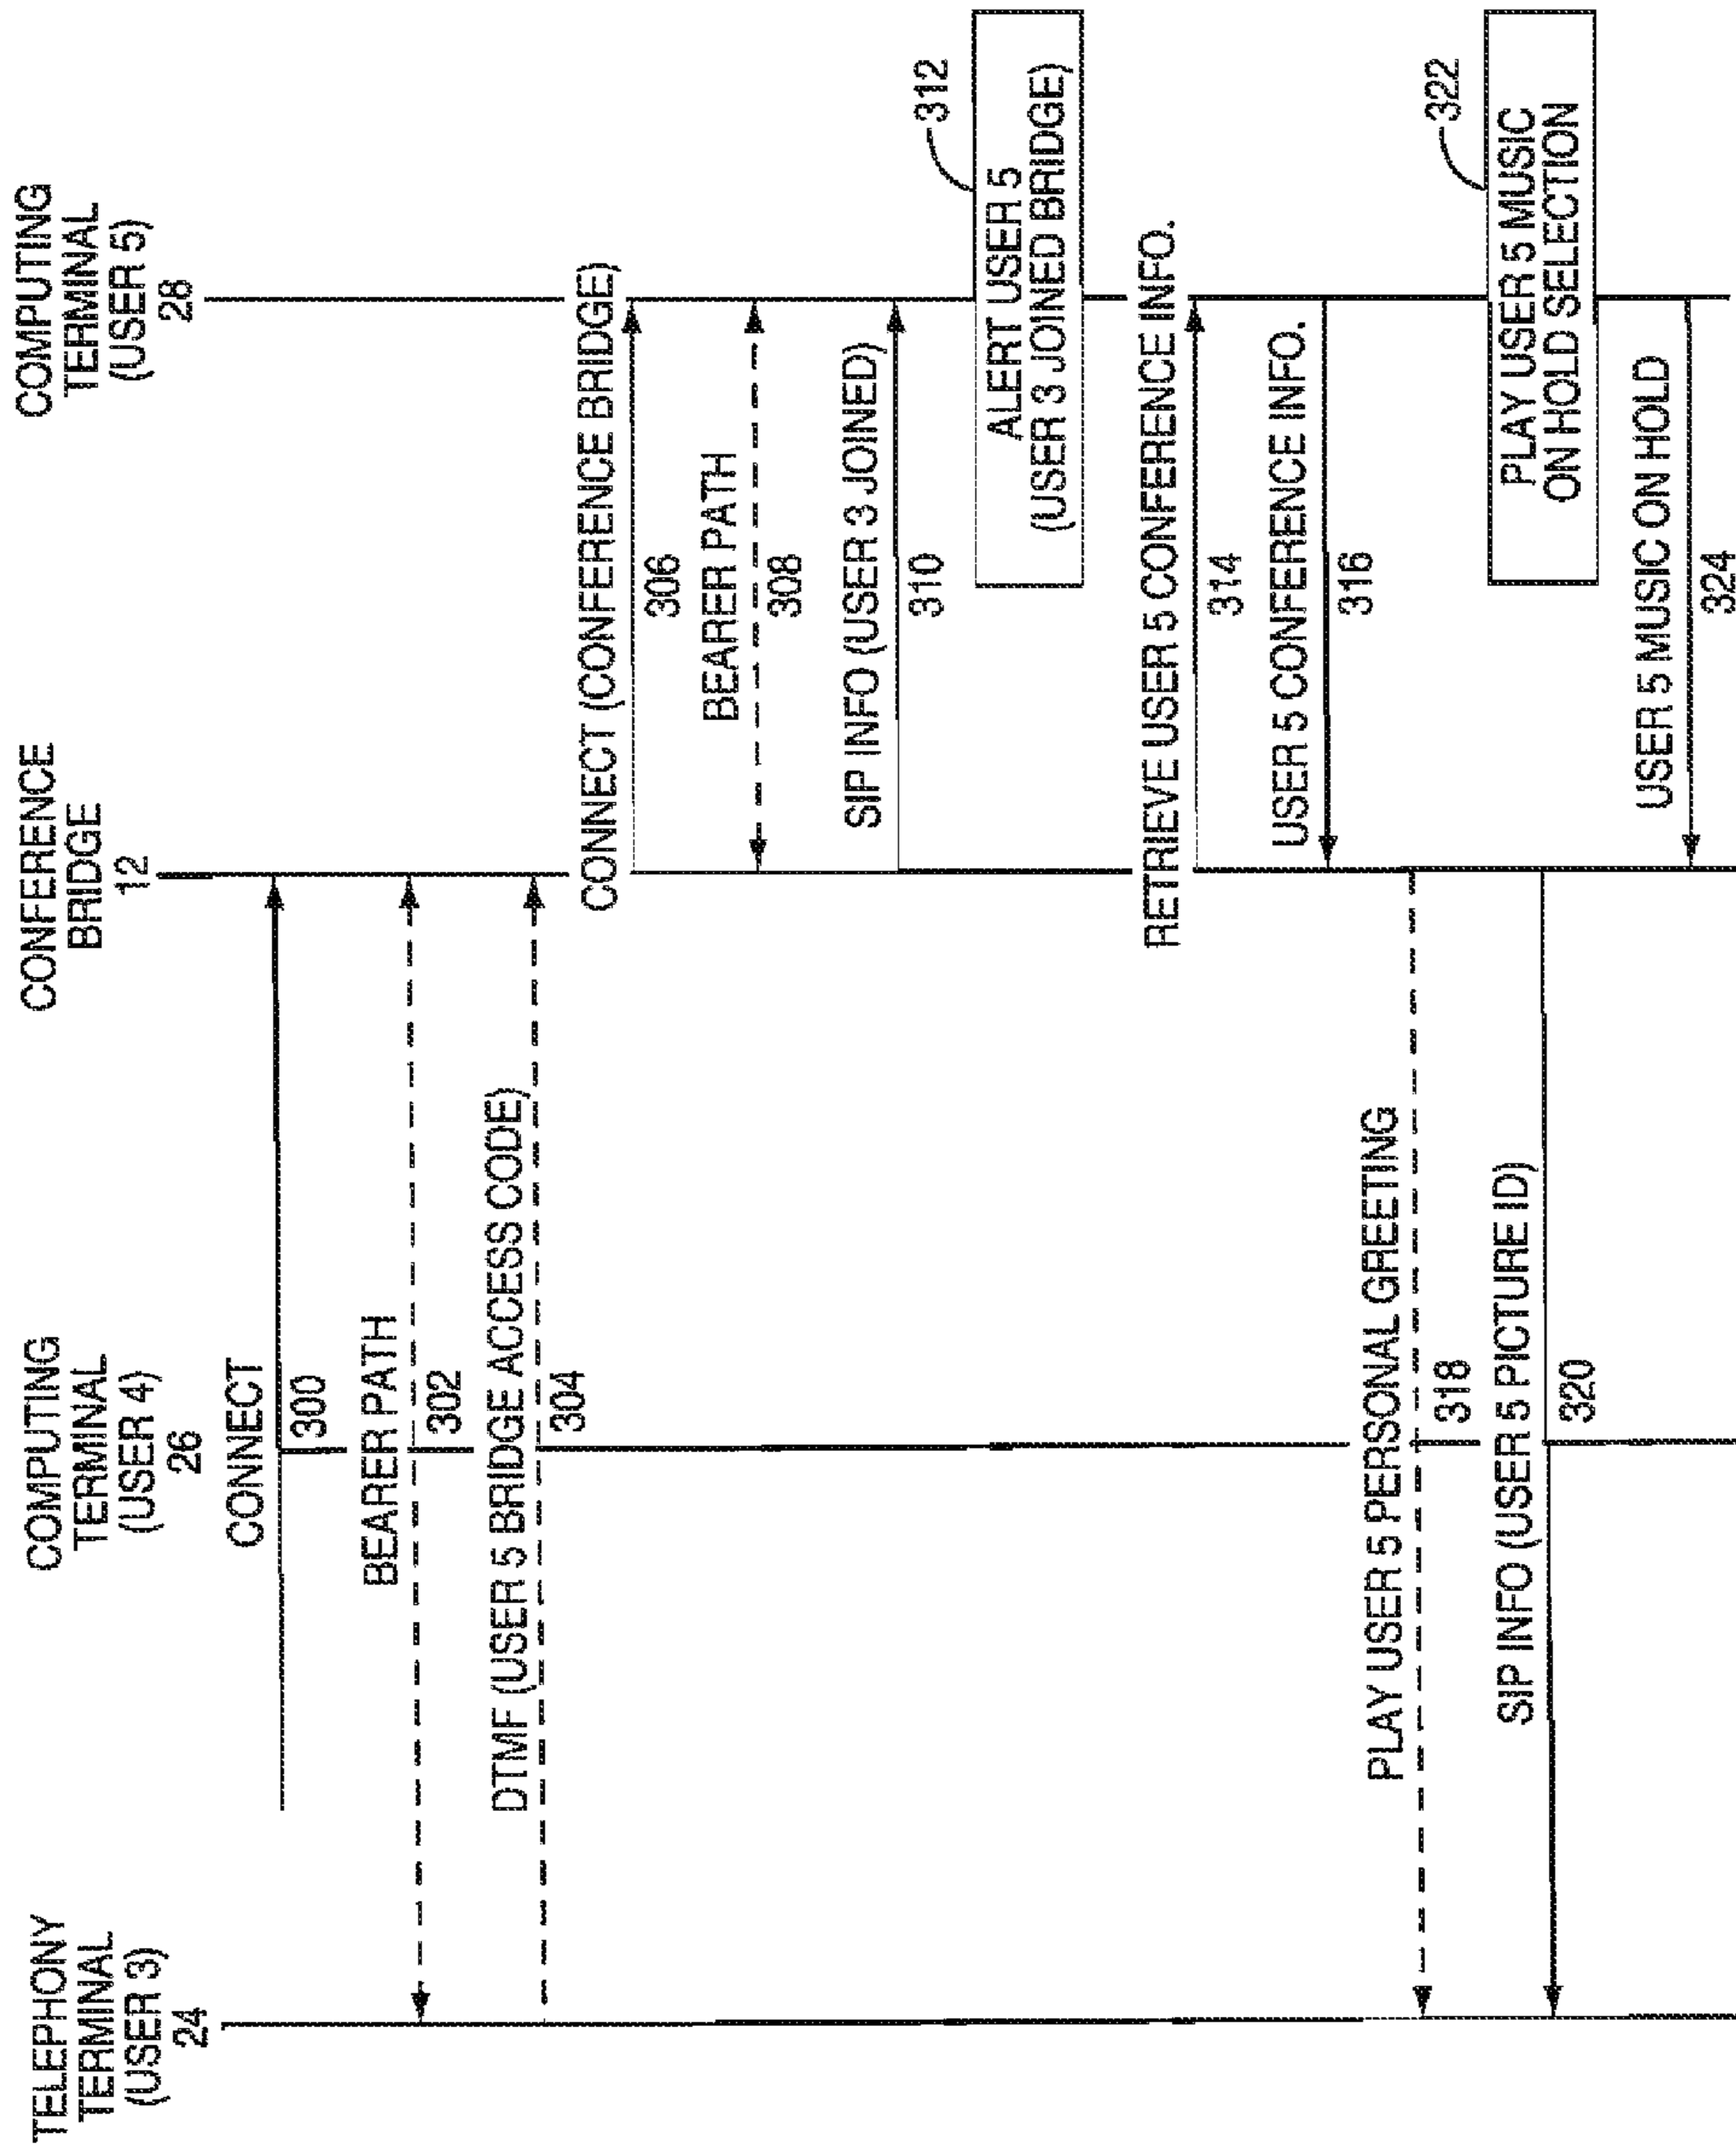 TELEPHONY
TERMINAL
(USER 3)
24
COMPUTING
TERMINAL
(USER 4)
26
CONFERENCE
BRIDGE
12
COMPUTING
TERMINAL
(USER 5)
28
CONNECT
300
BEARER PATH
302
DTMF (USER 5 BRIDGE ACCESS CODE)
304
CONNECT (CONFERENCE BRIDGE)
306
BEARER PATH
308
SIP INFO (USER 3 JOINED)
310
312
ALERT USER 5
(USER 3 JOINED BRIDGE)
RETRIEVE USER 5 CONFERENCE INFO.
314
USER 5 CONFERENCE INFO.
316
PLAY USER 5 PERSONAL GREETING
318
SIP INFO (USER 5 PICTURE ID)
320
322
PLAY USER 5 MUSIC
ON HOLD SELECTION
USER 5 MUSIC ON HOLD
324